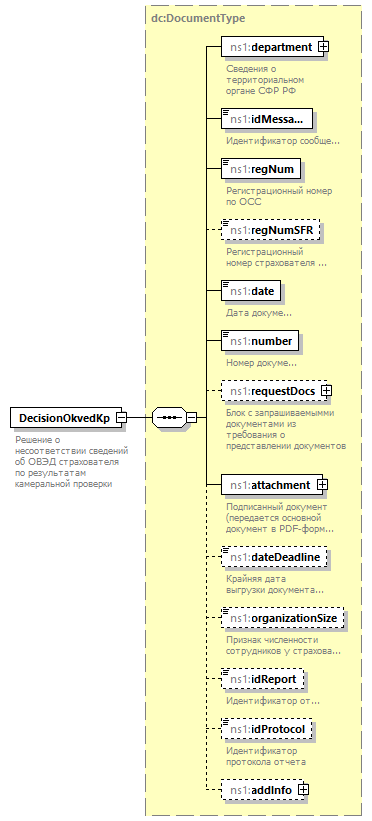 dc:DocumentType
ns1:department
Сведения о
территориальном
органе СФР РФ
ns1:idMessa...
Идентификатор сообще...
ns1:regNum
Регистрационный номер
по ОСС
ns1:regNumSFR
Регистрационный
номер страхователя ...
ns1:date
Дата докуме...
ns1:number
Номер докуме...
ns1:requestDocs
Блок с запрашиваемыми
документами из
требования о
представлении документов
DecisionOkvedKp
Решение о
несоответствии сведений
об ОВЭД страхователя
по результатам
камеральной проверки
ns1:attachment
Подписанный документ
(передается основной
документ в PDF-форм...
ns1:dateDeadline
Крайняя дата
выгрузки документа...
ns1:organizationSize
Признак численности
сотрудников у страхова...
ns1:idReport
Идентификатор от...
ns1:idProtocol
Идентификатор
протокола отчета
ns1:addInfo